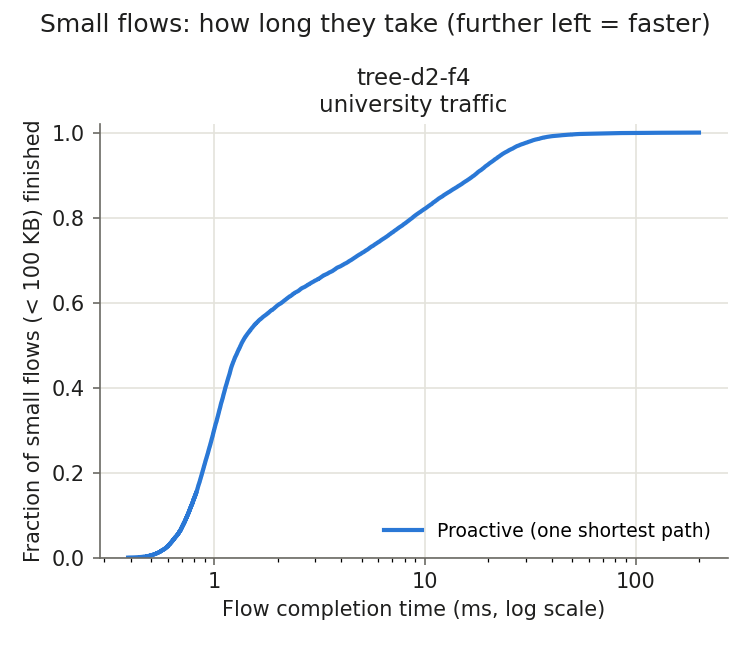 Small flows: how long they take (further left = faster)
tree-d2-f4
university traffic
Fraction of small flows (< 100 KB) finished
1.0
0.8
0.6
0.4
0.2
0.0
Proactive (one shortest path)
1
10
100
Flow completion time (ms, log scale)